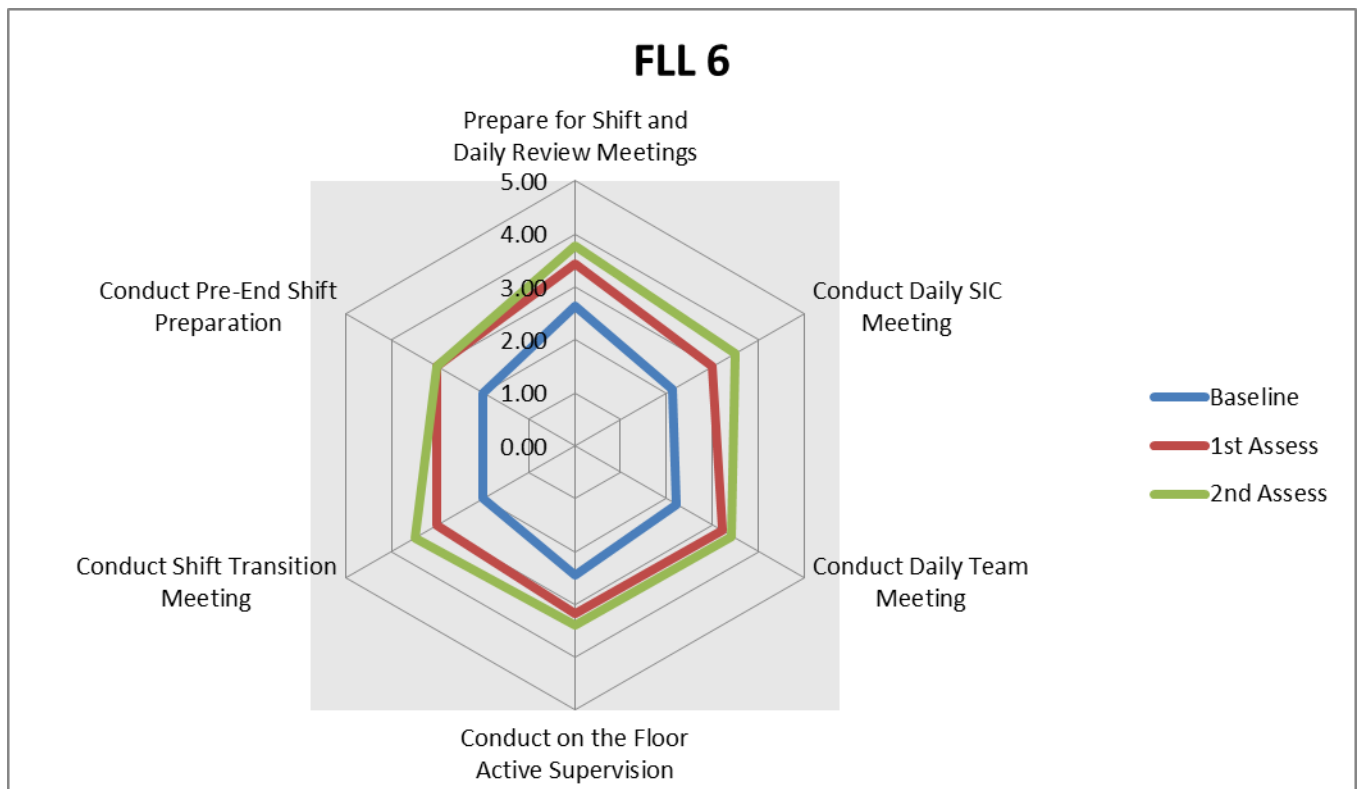 FLL 6
Prepare for Shift and
Daily Review Meetings
5.00
4.00
3.00
2.00
1.00
0.00
Conduct Daily SIC
Meeting
Conduct Daily Team
Meeting
Conduct on the Floor
Active Supervision
Conduct Shift Transition
Meeting
Conduct Pre-End Shift
Preparation
Baseline
1st Assess
2nd Assess